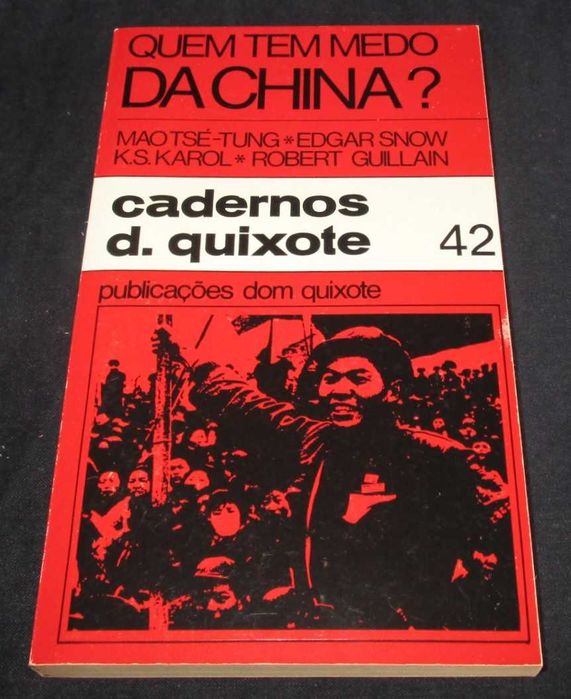 QUEM TEM MEDO
DA CHINA?
MAO TSÉ-TUNG * EDGAR SNOW
K.S. KAROL * ROBERT GUILLAIN
cadernos
d. quixote 42
publicações dom quixote